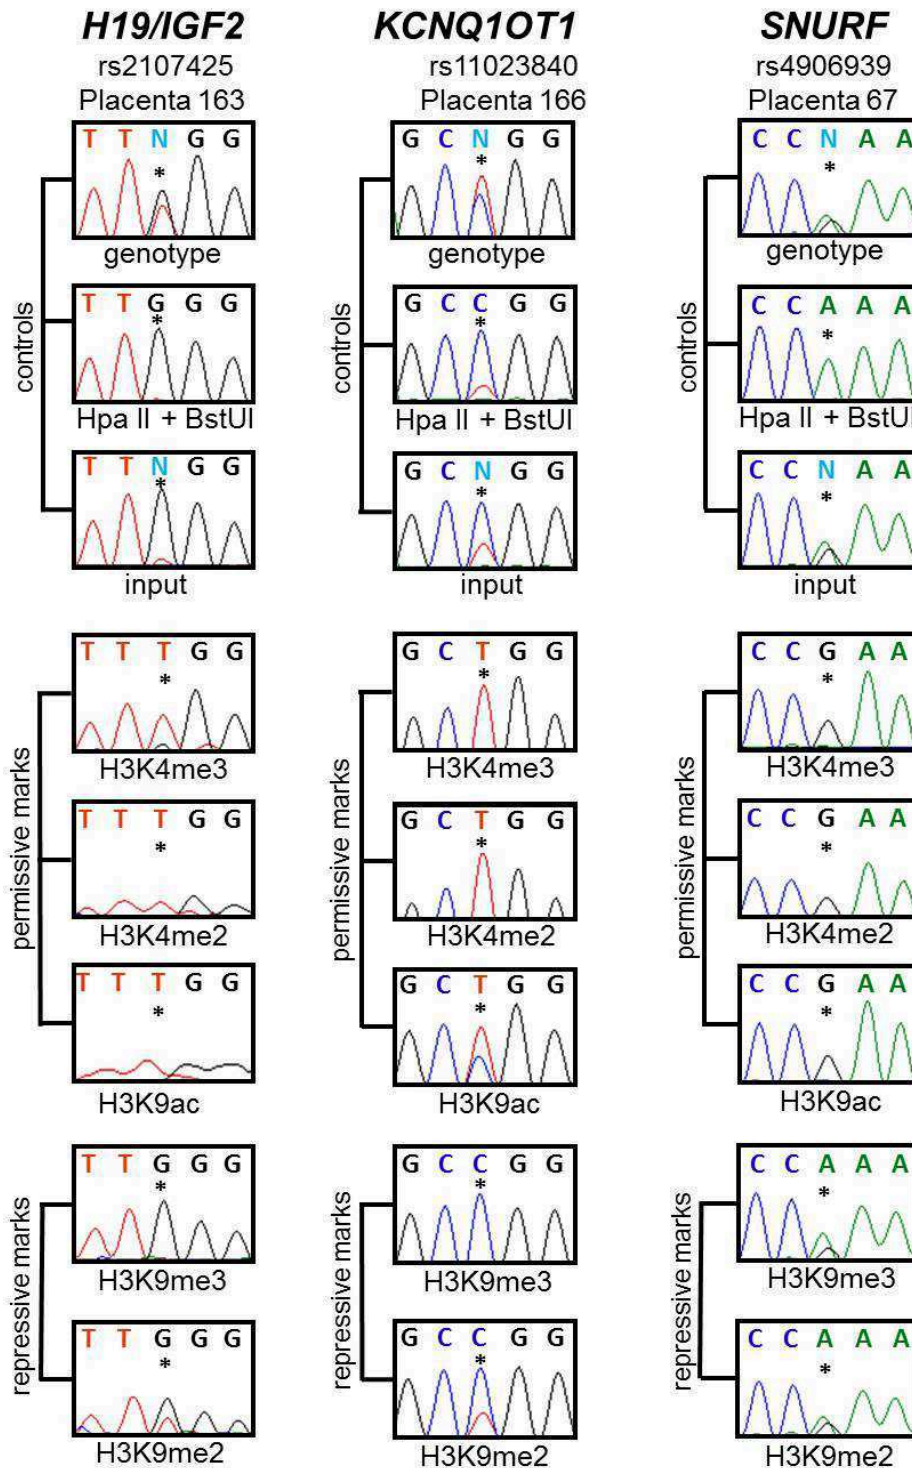 H19/IGF2 KCNQ1OT1 SNURF
rs2107425 rs11023840 rs4906939
Placenta 163 Placenta 166 Placenta 67
T T N G G G C N G G C C N A A
* * *
genotype genotype genotype
controls controls controls
T T G G G G C C G G C C A A A
* * *
Hpa II + BstUI Hpa II + BstUI Hpa II + BstUI
T T N G G G C N G G C C N A A
* * *
input input input
T T T G G G C T G G C C G A A
* * *
H3K4me3 H3K4me3 H3K4me3
permissive marks permissive marks permissive marks
T T T G G G C T G G C C G A A
* * *
H3K4me2 H3K4me2 H3K4me2
T T T G G G C T G G C C G A A
* * *
H3K9ac H3K9ac H3K9ac
T T G G G G C C G G C C A A A
* * *
H3K9me3 H3K9me3 H3K9me3
repressive marks repressive marks repressive marks
T T G G G G C C G G C C A A A
* * *
H3K9me2 H3K9me2 H3K9me2